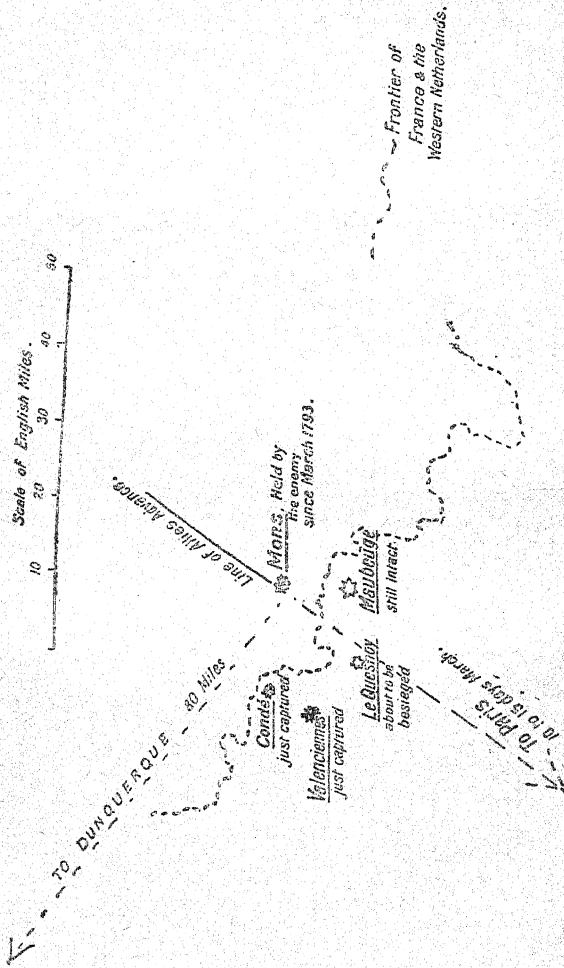 Scale of English Miles.
10 20 30 40 50
Line of Allies Advance.
Mons, Held by
the enemy
since March 1793.
Frontier of
France & the
Western Netherlands.
TO DUNQUERQUE 80 Miles
Condé
just captured
Valenciennes
just captured
Le Quesnoy
about to be
besieged
Maubeuge
still intact.
To Paris
10 to 15 days March.